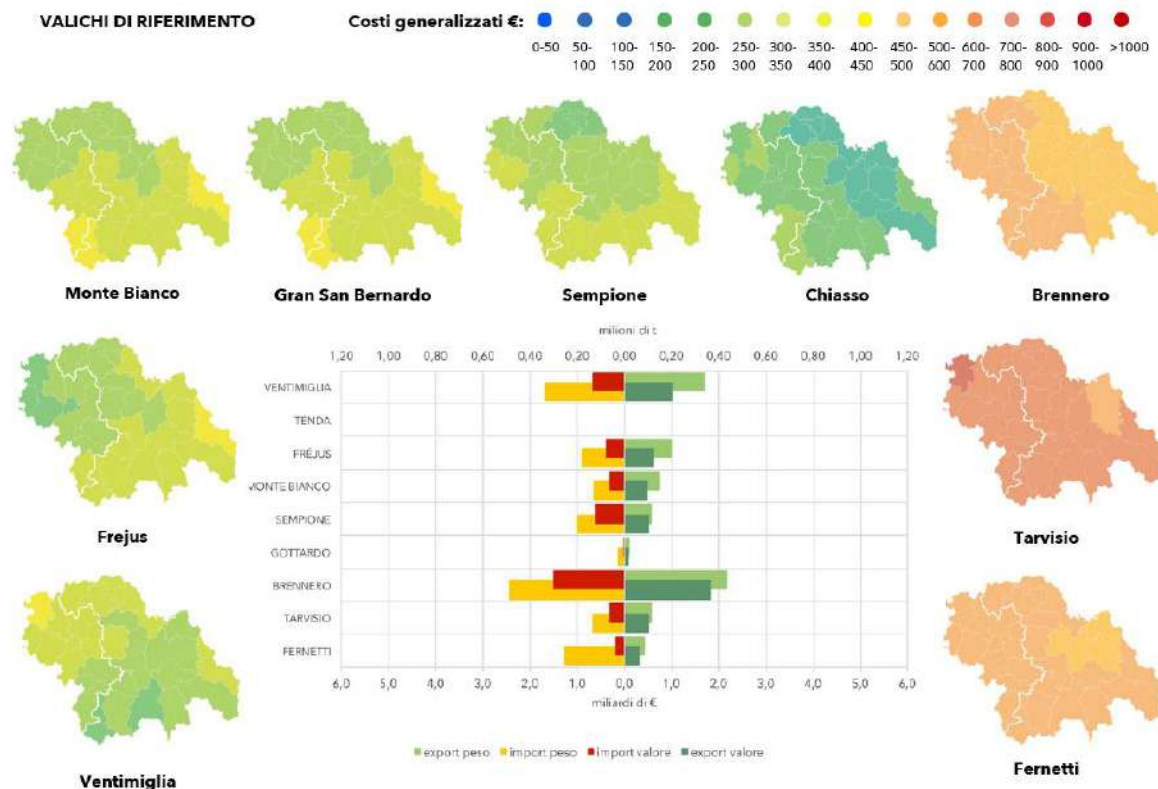 VALICHI DI RIFERIMENTO
Costi generalizzati €:
0-50 50-100 100-150 150-200 200-250 250-300 300-350 350-400 400-450 450-500 500-600 600-700 700-800 800-900 900-1000 >1000
Monte Bianco
Gran San Bernardo
Sempione
Chiasso
Brennero
Frejus
Ventimiglia
milioni di t
1,20 1,00 0,80 0,60 0,40 0,20 0,00 0,20 0,40 0,60 0,80 1,00 1,20
VENTIMIGLIA
TENDA
FRÉJUS
MONTE BIANCO
SEMPIONE
GOTTARDO
BRENNERO
TARVISIO
FERNETTI
6,0 5,0 4,0 3,0 2,0 1,0 0,0 1,0 2,0 3,0 4,0 5,0 6,0
miliardi di €
export peso import peso import valore export valore
Tarvisio
Fernetti